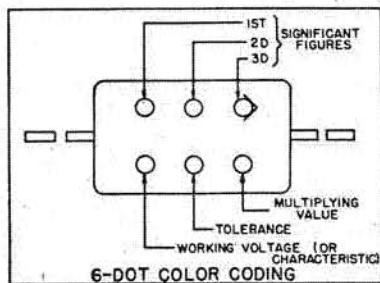 1ST
2D
3D
SIGNIFICANT
FIGURES
MULTIPLYING
VALUE
TOLERANCE
WORKING VOLTAGE (OR
CHARACTERISTIC)
6-DOT COLOR CODING